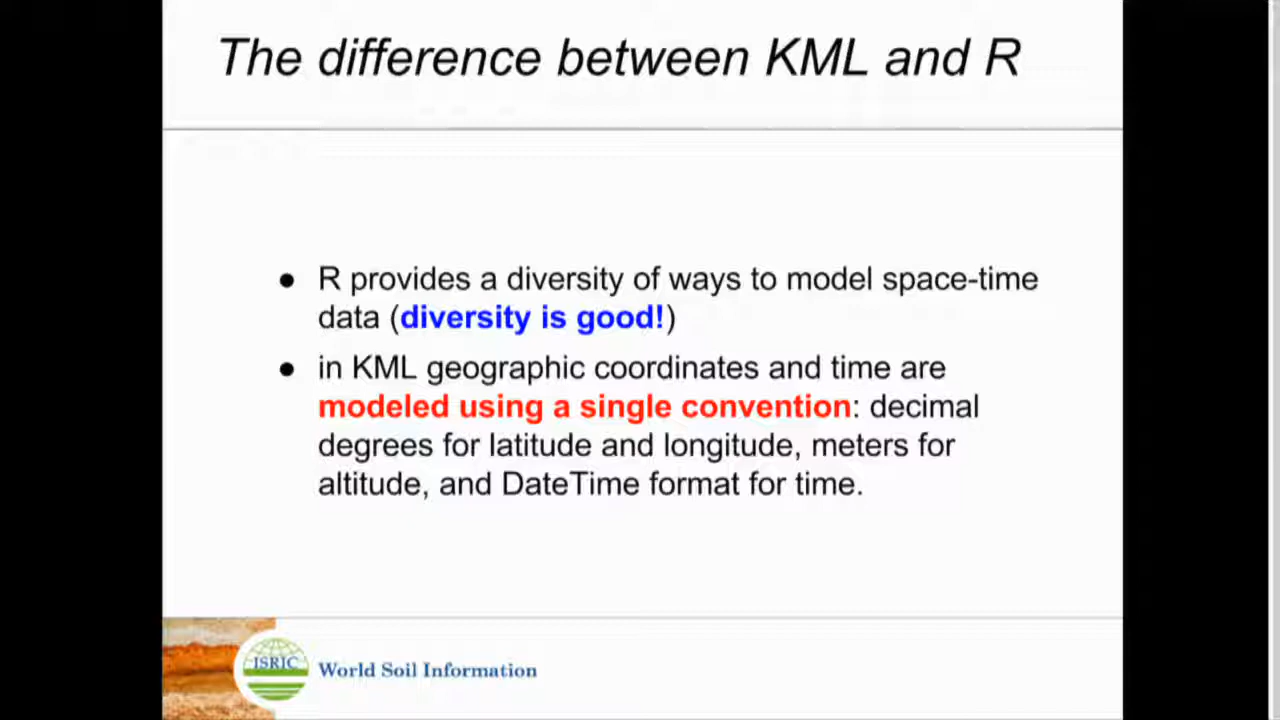 The difference between KML and R
● R provides a diversity of ways to model space-time
data (diversity is good!)
● in KML geographic coordinates and time are
modeled using a single convention: decimal
degrees for latitude and longitude, meters for
altitude, and DateTime format for time.
ISRIC
World Soil Information